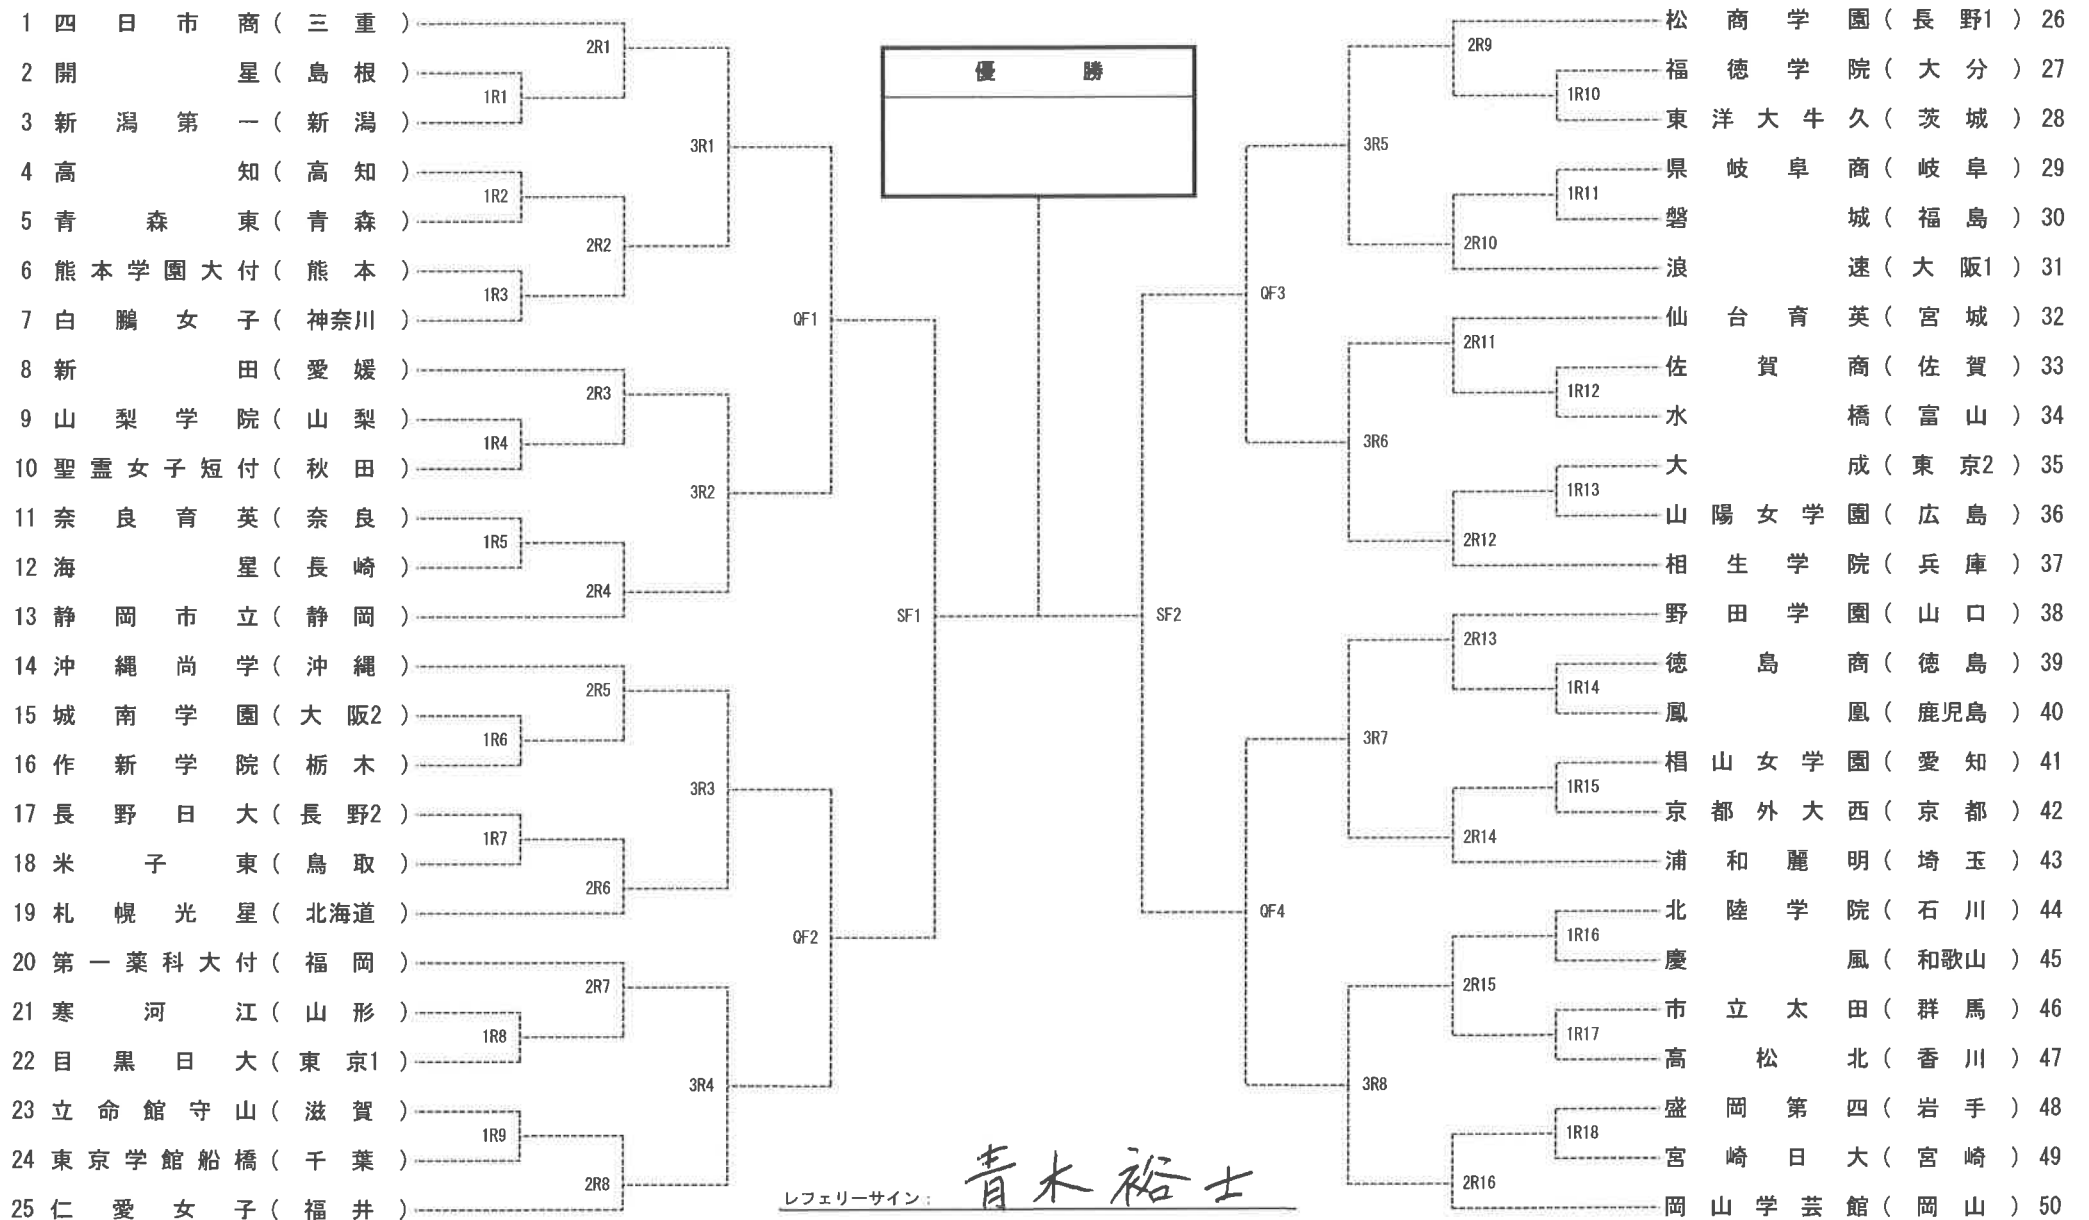 1 四日市商 ( 三重 )
2 開星 ( 島根 )
3 新潟第一 ( 新潟 )
4 高知 ( 高知 )
5 青森東 ( 青森 )
6 熊本学園大付 ( 熊本 )
7 白鵬女子 ( 神奈川 )
8 新田 ( 愛媛 )
9 山梨学院 ( 山梨 )
10 聖霊女子短付 ( 秋田 )
11 奈良育英 ( 奈良 )
12 海星 ( 長崎 )
13 静岡市立 ( 静岡 )
14 沖縄尚学 ( 沖縄 )
15 城南学園 ( 大阪2 )
16 作新学院 ( 栃木 )
17 長野日大 ( 長野2 )
18 米子東 ( 鳥取 )
19 札幌光星 ( 北海道 )
20 第一薬科大付 ( 福岡 )
21 寒河江 ( 山形 )
22 目黒日大 ( 東京1 )
23 立命館守山 ( 滋賀 )
24 東京学館船橋 ( 千葉 )
25 仁愛女子 ( 福井 )
1R1
1R2
1R3
1R4
1R5
1R6
1R7
1R8
1R9
2R1
2R2
2R3
2R4
2R5
2R6
2R7
2R8
3R1
3R2
3R3
3R4
QF1
QF2
SF1
優勝
レフェリーサイン: 青木裕士
SF2
QF3
QF4
3R5
3R6
3R7
3R8
2R9
2R10
2R11
2R12
2R13
2R14
2R15
2R16
1R10
1R11
1R12
1R13
1R14
1R15
1R16
1R17
1R18
松商学園 ( 長野1 ) 26
福徳学院 ( 大分 ) 27
東洋大牛久 ( 茨城 ) 28
県岐阜商 ( 岐阜 ) 29
磐城 ( 福島 ) 30
浪速 ( 大阪1 ) 31
仙台育英 ( 宮城 ) 32
佐賀商 ( 佐賀 ) 33
水橋 ( 富山 ) 34
大成 ( 東京2 ) 35
山陽女学園 ( 広島 ) 36
相生学院 ( 兵庫 ) 37
野田学園 ( 山口 ) 38
徳島商 ( 徳島 ) 39
鳳凰 ( 鹿児島 ) 40
椙山女学園 ( 愛知 ) 41
京都外大西 ( 京都 ) 42
浦和麗明 ( 埼玉 ) 43
北陸学院 ( 石川 ) 44
慶風 ( 和歌山 ) 45
市立太田 ( 群馬 ) 46
高松北 ( 香川 ) 47
盛岡第四 ( 岩手 ) 48
宮崎日大 ( 宮崎 ) 49
岡山学芸館 ( 岡山 ) 50